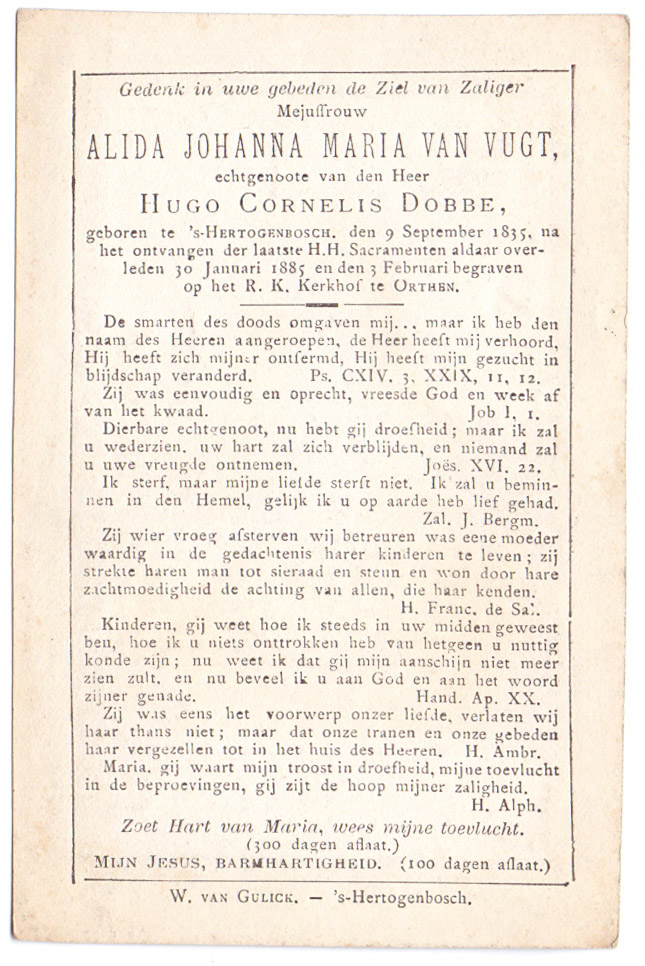 Gedenk in uwe gebeden de Ziel van Zaliger
Mejuffrouw
ALIDA JOHANNA MARIA VAN VUGT,
echtgenoote van den Heer
HUGO CORNELIS DOBBE,
geboren te 's-HERTOGENBOSCH. den 9 September 1835, na
het ontvangen der laatste H.H. Sacramenten aldaar over-
leden 30 Januari 1885 en den 3 Februari begraven
op het R. K. Kerkhof te ORTHEN.
De smarten des doods omgaven mij... maar ik heb den
naam des Heeren aangeroepen, de Heer heeft mij verhoord,
Hij heeft zich mijner ontfermd, Hij heeft mijn gezucht in
blijdschap veranderd. Ps. CXIV. 3, XXIX, 11, 12.
Zij was eenvoudig en oprecht, vreesde God en week af
van het kwaad. Job I, 1.
Dierbare echtgenoot, nu hebt gij droefheid; maar ik zal
u wederzien. uw hart zal zich verblijden, en niemand zal
u uwe vreugde ontnemen. Joës. XVI. 22.
Ik sterf, maar mijne liefde sterft niet. Ik zal u bemin-
nen in den Hemel, gelijk ik u op aarde heb lief gehad.
Zal. J. Bergm.
Zij wier vroeg afsterven wij betreuren was eene moeder
waardig in de gedachtenis harer kinderen te leven; zij
strekte haren man tot sieraad en steun en won door hare
zachtmoedigheid de achting van allen, die haar kenden.
H. Franc. de Sal.
Kinderen, gij weet hoe ik steeds in uw midden geweest
ben, hoe ik u niets onttrokken heb van hetgeen u nuttig
konde zijn; nu weet ik dat gij mijn aanschijn niet meer
zien zult. en nu beveel ik u aan God en aan het woord
zijner genade. Hand. Ap. XX.
Zij was eens het voorwerp onzer liefde, verlaten wij
haar thans niet; maar dat onze tranen en onze gebeden
haar vergezellen tot in het huis des Heeren. H. Ambr.
Maria. gij waart mijn troost in droefheid, mijne toevlucht
in de beproevingen, gij zijt de hoop mijner zaligheid.
H. Alph.
Zoet Hart van Maria, wees mijne toevlucht.
(300 dagen aflaat.)
MIJN JESUS, BARMHARTIGHEID. (100 dagen aflaat.)
W. VAN GULICK. — 's-Hertogenbosch.